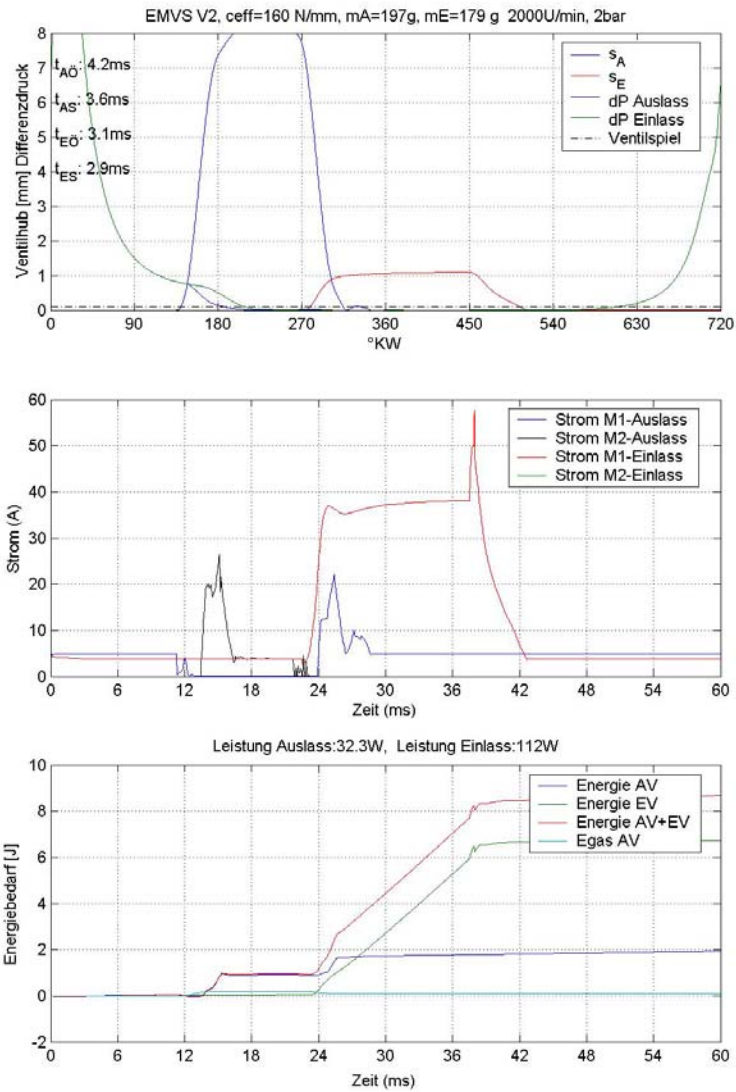 EMVS V2, ceff=160 N/mm, mA=197g, mE=179 g 2000U/min, 2bar
Ventilhub [mm] Differenzdruck
8
7
6
5
4
3
2
1
0
t_AÖ: 4.2ms
t_AS: 3.6ms
t_EÖ: 3.1ms
t_ES: 2.9ms
s_A
s_E
dP Auslass
dP Einlass
Ventilspiel
0 90 180 270 360 450 540 630 720
°KW
Strom (A)
60
50
40
30
20
10
0
Strom M1-Auslass
Strom M2-Auslass
Strom M1-Einlass
Strom M2-Einlass
0 6 12 18 24 30 36 42 48 54 60
Zeit (ms)
Leistung Auslass:32.3W, Leistung Einlass:112W
Energiebedarf [J]
10
8
6
4
2
0
-2
Energie AV
Energie EV
Energie AV+EV
Egas AV
0 6 12 18 24 30 36 42 48 54 60
Zeit (ms)